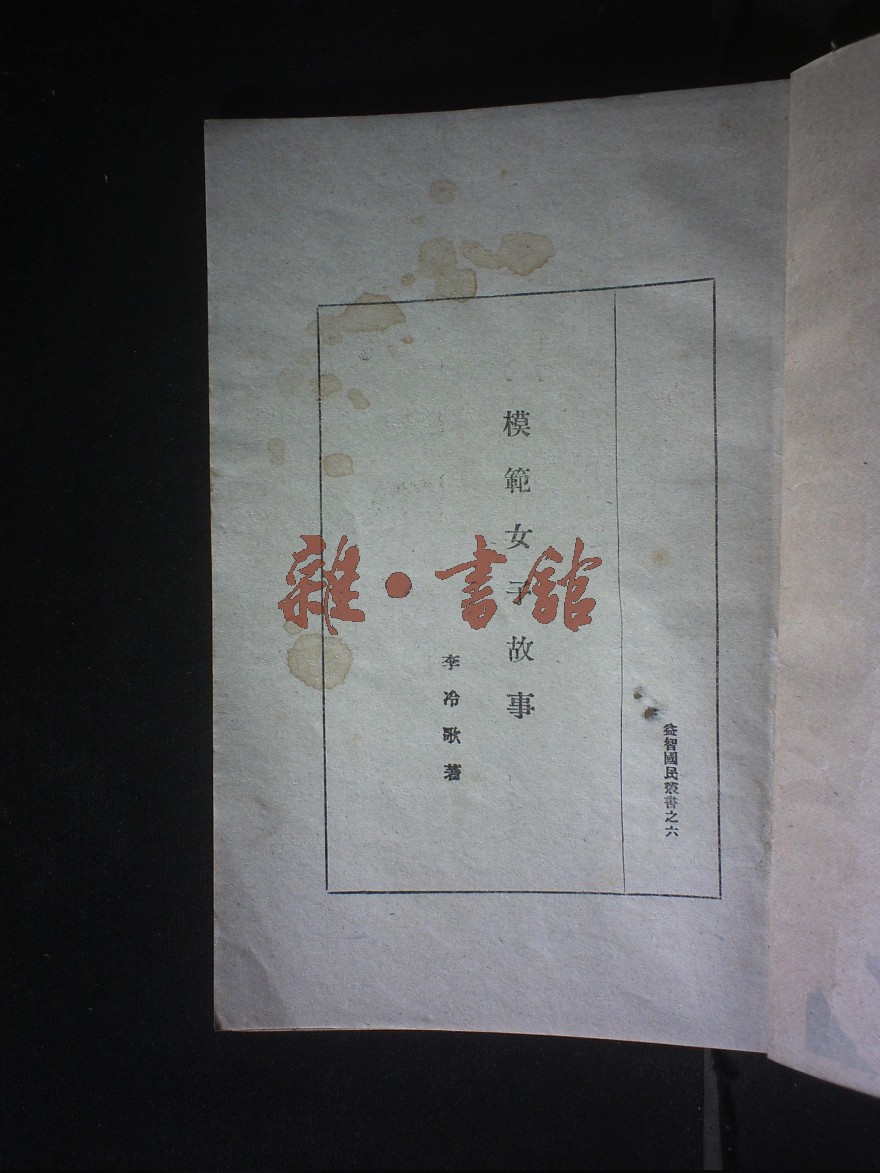 益智國民叢書之六
模範女子故事
李冷歌著
雜·書館